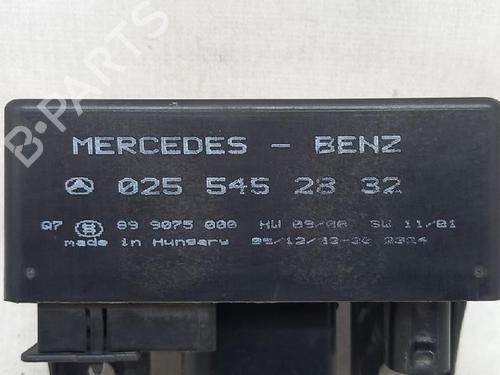 B-PARTS
MERCEDES - BENZ
025 545 28 32
Q7 89 9075 000 HW 09/00 SW 11/01
made in Hungary